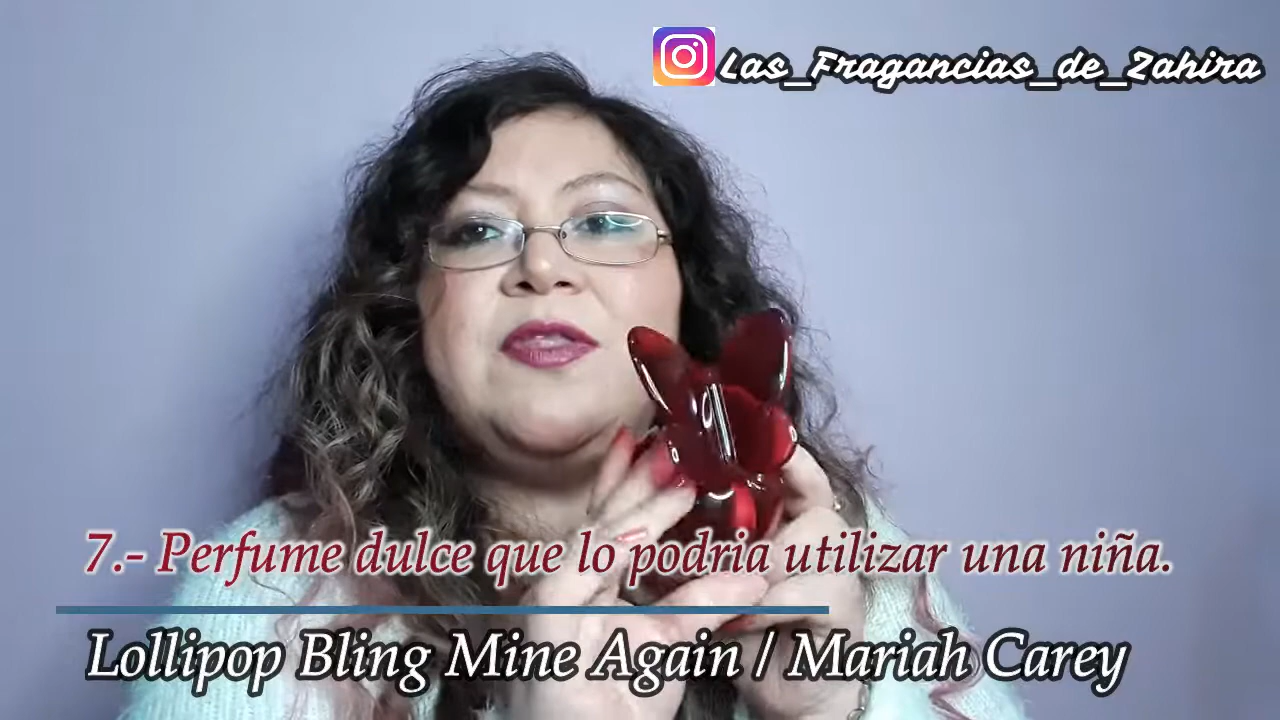 Las_Fragancias_de_Zahira
7.- Perfume dulce que lo podria utilizar una niña.
Lollipop Bling Mine Again / Mariah Carey